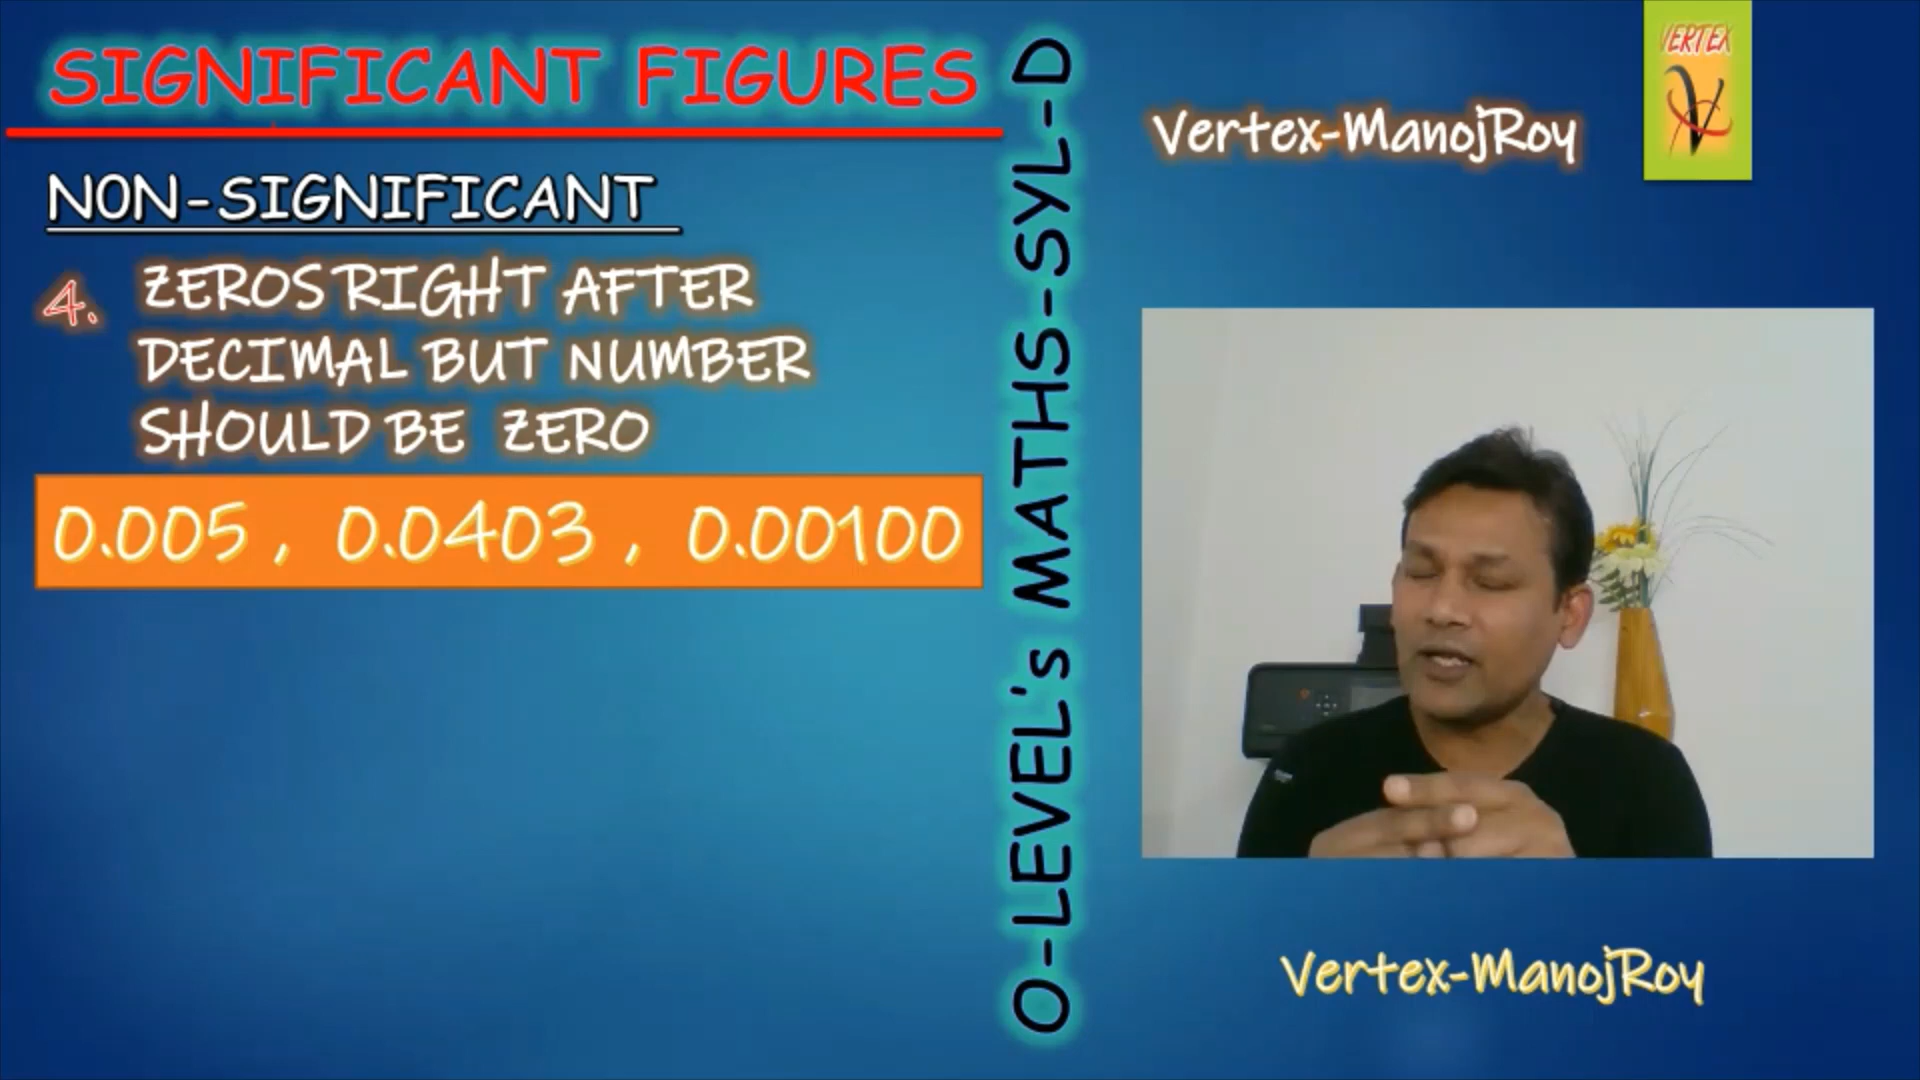 SIGNIFICANT FIGURES
NON-SIGNIFICANT
4. ZEROS RIGHT AFTER
DECIMAL BUT NUMBER
SHOULD BE ZERO
0.005 , 0.0403 , 0.00100
O-LEVEL's MATHS-SYL-D
Vertex-ManojRoy
VERTEX
V
Vertex-ManojRoy